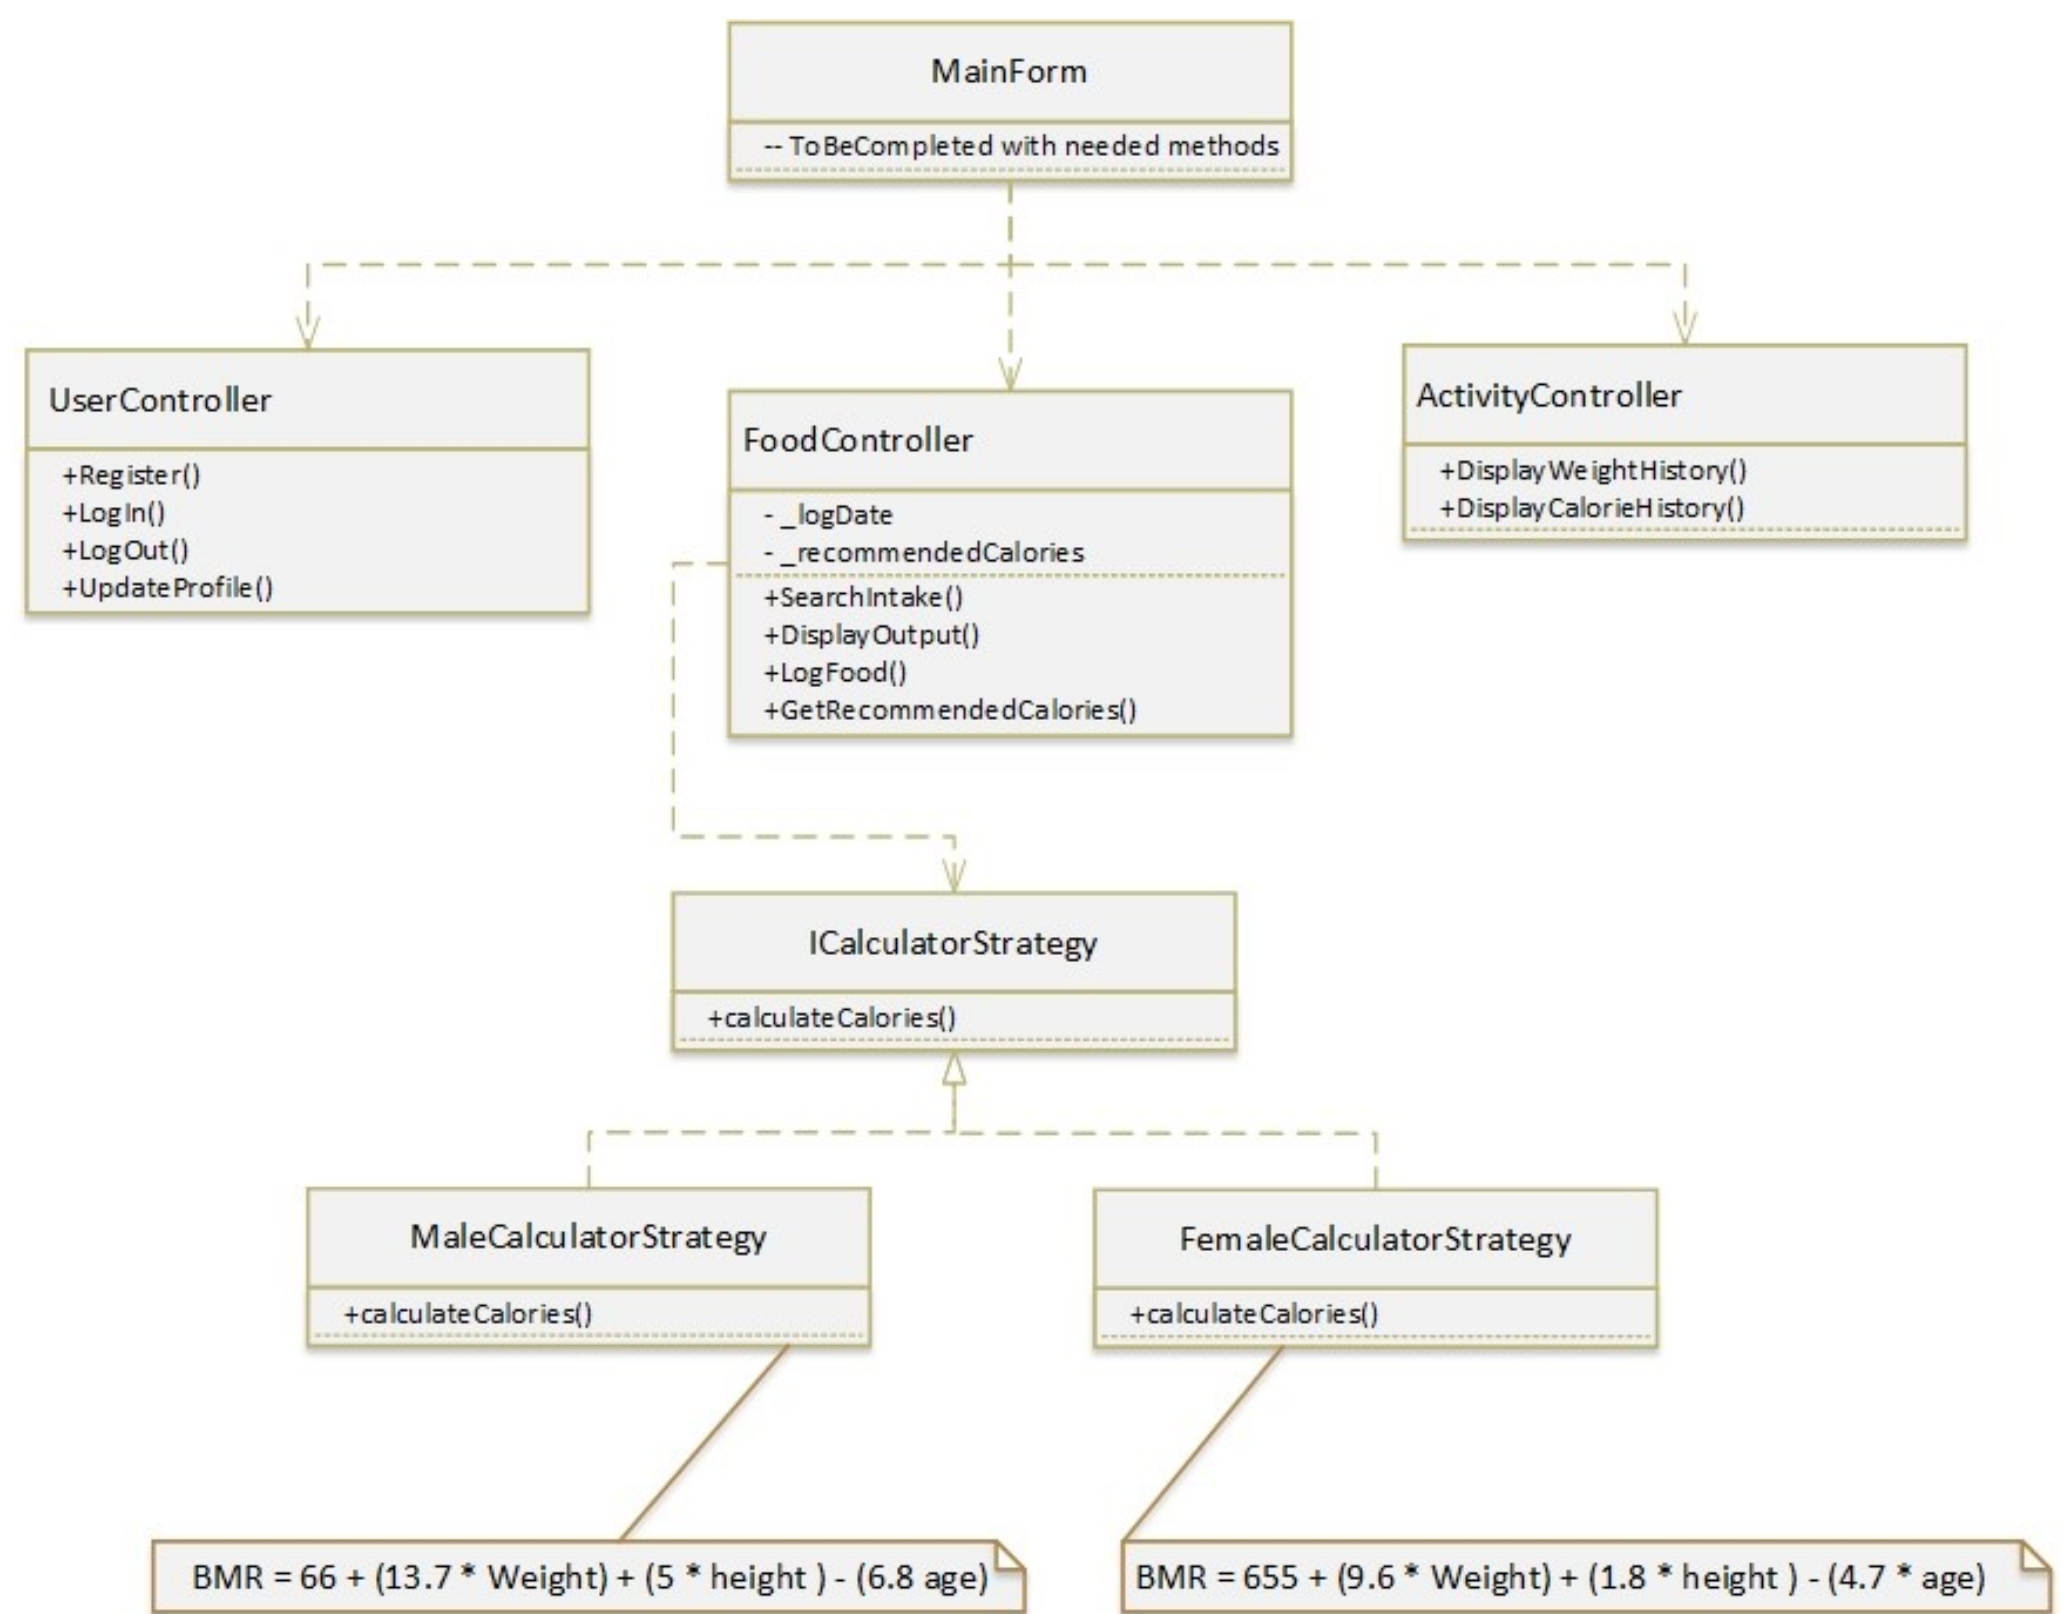 MainForm
-- ToBeCompleted with needed methods
UserController
+Register()
+LogIn()
+LogOut()
+UpdateProfile()
FoodController
- _logDate
- _recommendedCalories
+SearchIntake()
+DisplayOutput()
+LogFood()
+GetRecommendedCalories()
ActivityController
+DisplayWeightHistory()
+DisplayCalorieHistory()
ICalculatorStrategy
+calculateCalories()
MaleCalculatorStrategy
+calculateCalories()
FemaleCalculatorStrategy
+calculateCalories()
BMR = 66 + (13.7 * Weight) + (5 * height ) - (6.8 age)
BMR = 655 + (9.6 * Weight) + (1.8 * height ) - (4.7 * age)